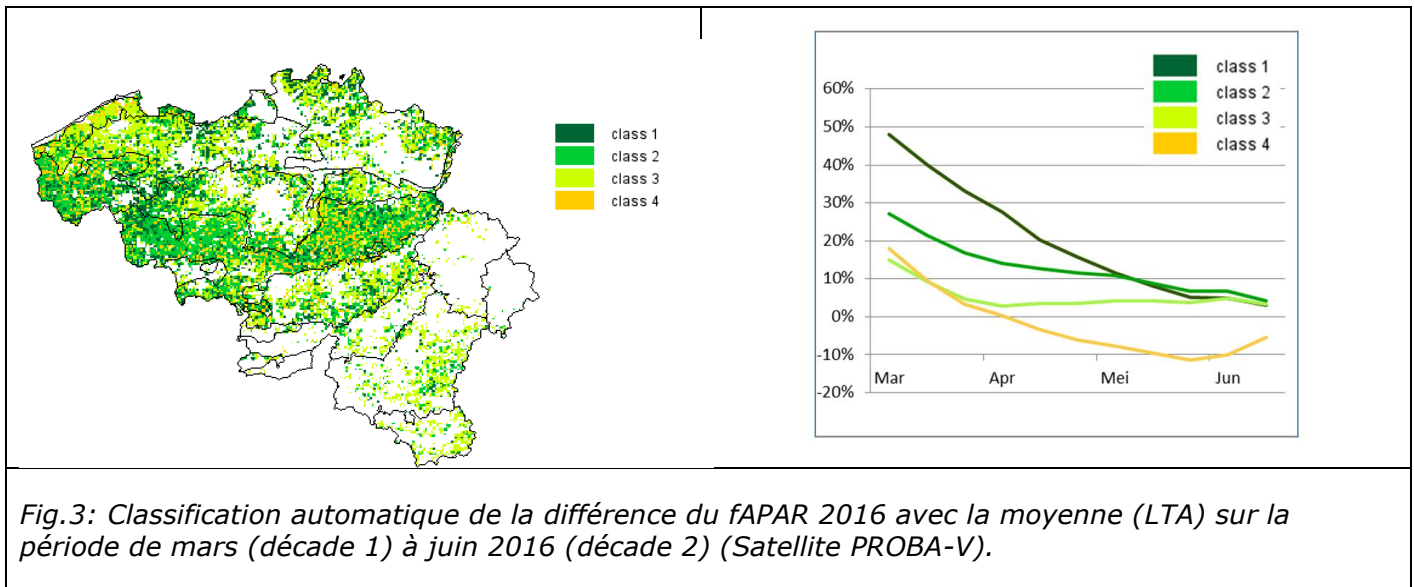 class 1
class 2
class 3
class 4
class 1
class 2
class 3
class 4
60%
50%
40%
30%
20%
10%
0%
-10%
-20%
Mar Apr Mei Jun
Fig.3: Classification automatique de la différence du fAPAR 2016 avec la moyenne (LTA) sur la
période de mars (décade 1) à juin 2016 (décade 2) (Satellite PROBA-V).